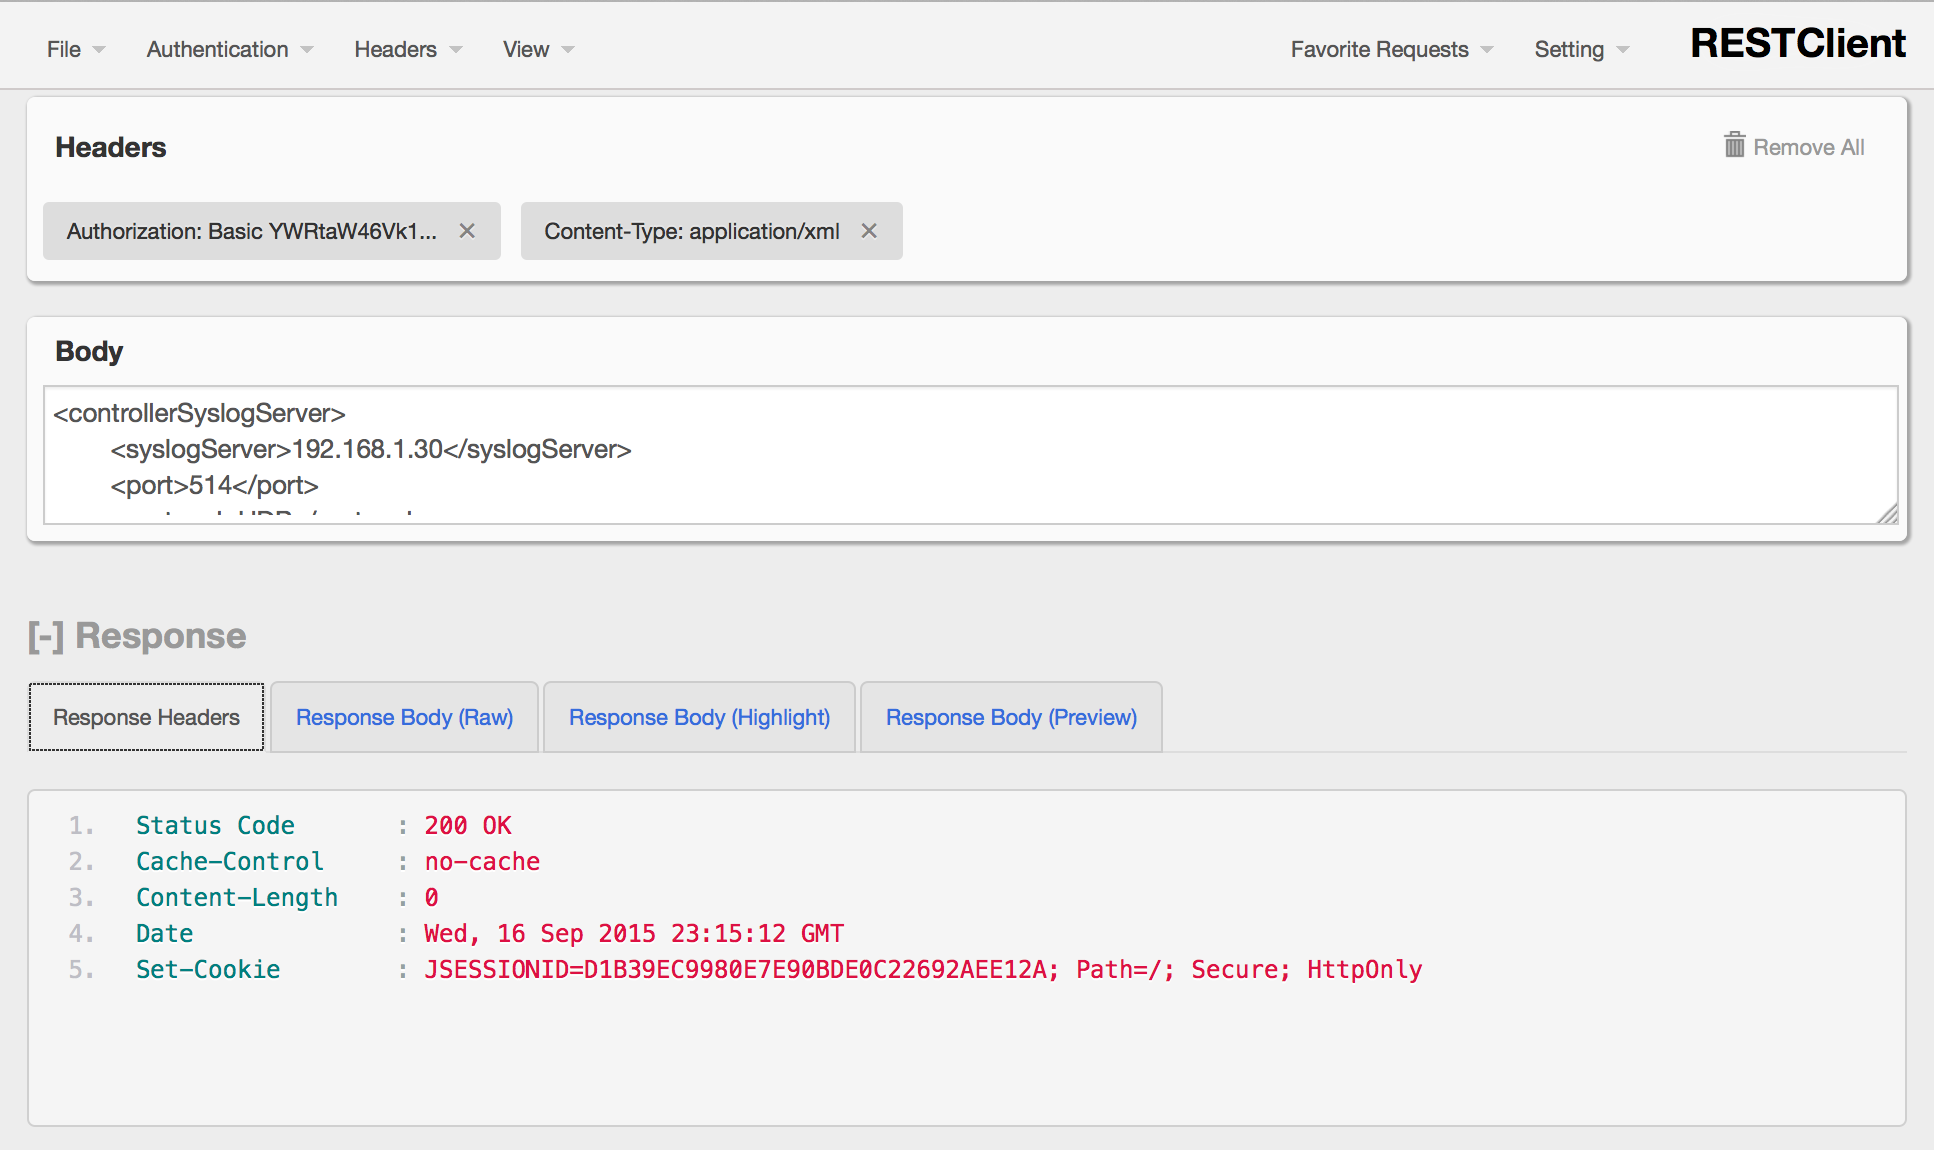 File Authentication Headers View Favorite Requests Setting RESTClient
Headers Remove All
Authorization: Basic YWRtaW46Vk1... × Content-Type: application/xml ×
Body
<controllerSyslogServer>
<syslogServer>192.168.1.30</syslogServer>
<port>514</port>
[-] Response
Response Headers Response Body (Raw) Response Body (Highlight) Response Body (Preview)
1. Status Code : 200 OK
2. Cache-Control : no-cache
3. Content-Length : 0
4. Date : Wed, 16 Sep 2015 23:15:12 GMT
5. Set-Cookie : JSESSIONID=D1B39EC9980E7E90BDE0C22692AEE12A; Path=/; Secure; HttpOnly